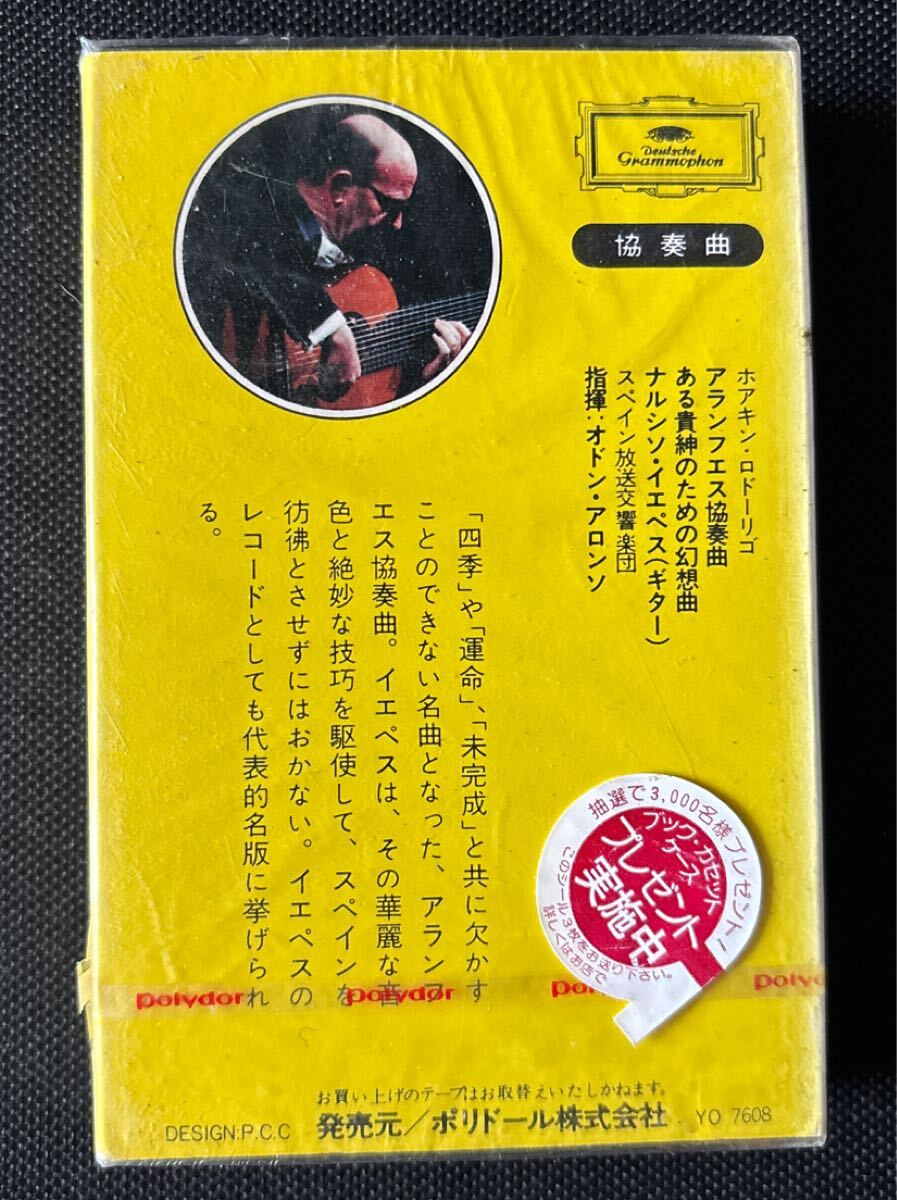 Deutsche
Grammophon
協奏曲
ホアキン・ロドーリゴ
アランフエス協奏曲
ある貴紳のための幻想曲
ナルシソ・イエペス(ギター)
スペイン放送交響楽団
指揮:オドン・アロンソ
「四季」や「運命」、「未完成」と共に欠かす
ことのできない名曲となった、アランフ
エス協奏曲。イエペスは、その華麗な音
色と絶妙な技巧を駆使して、スペインを
彷彿とさせずにはおかない。イエペスの
レコードとしても代表的名版に挙げられ
る。
抽選で3,000名様プレゼント!
ブック・カセット
ケース
プレゼント
実施中
このシール3枚をお送り下さい。
詳しくはお店で
polydor
polydor
po
polydo
お買い上げのテープはお取替えいたしかねます。
DESIGN:P.C.C 発売元/ポリドール株式会社 YO 7608